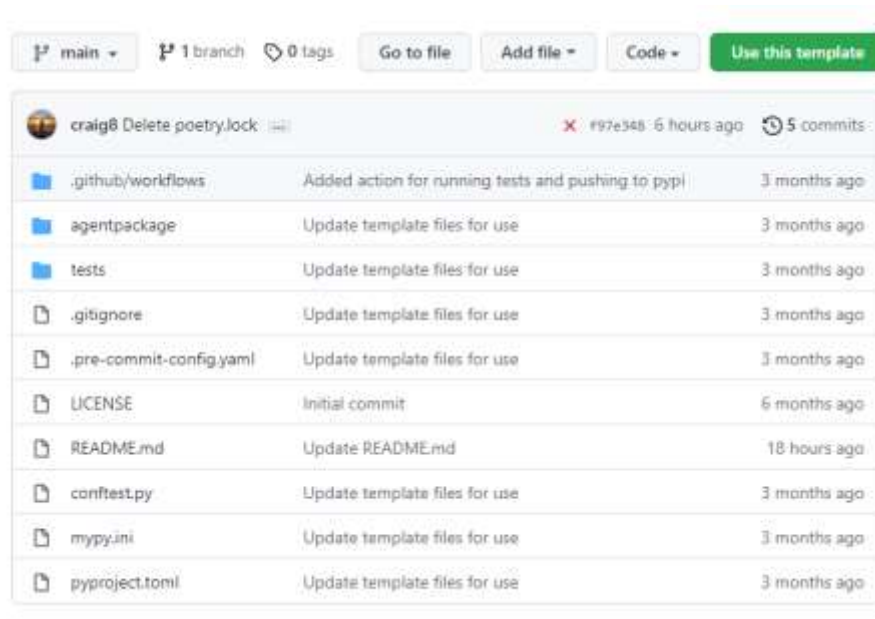 main 1 branch 0 tags Go to file Add file Code Use this template
craig8 Delete poetry.lock ... f97e348 6 hours ago 5 commits
.github/workflows Added action for running tests and pushing to pypi 3 months ago
agentpackage Update template files for use 3 months ago
tests Update template files for use 3 months ago
.gitignore Update template files for use 3 months ago
.pre-commit-config.yaml Update template files for use 3 months ago
LICENSE Initial commit 6 months ago
README.md Update README.md 18 hours ago
conftest.py Update template files for use 3 months ago
mypy.ini Update template files for use 3 months ago
pyproject.toml Update template files for use 3 months ago